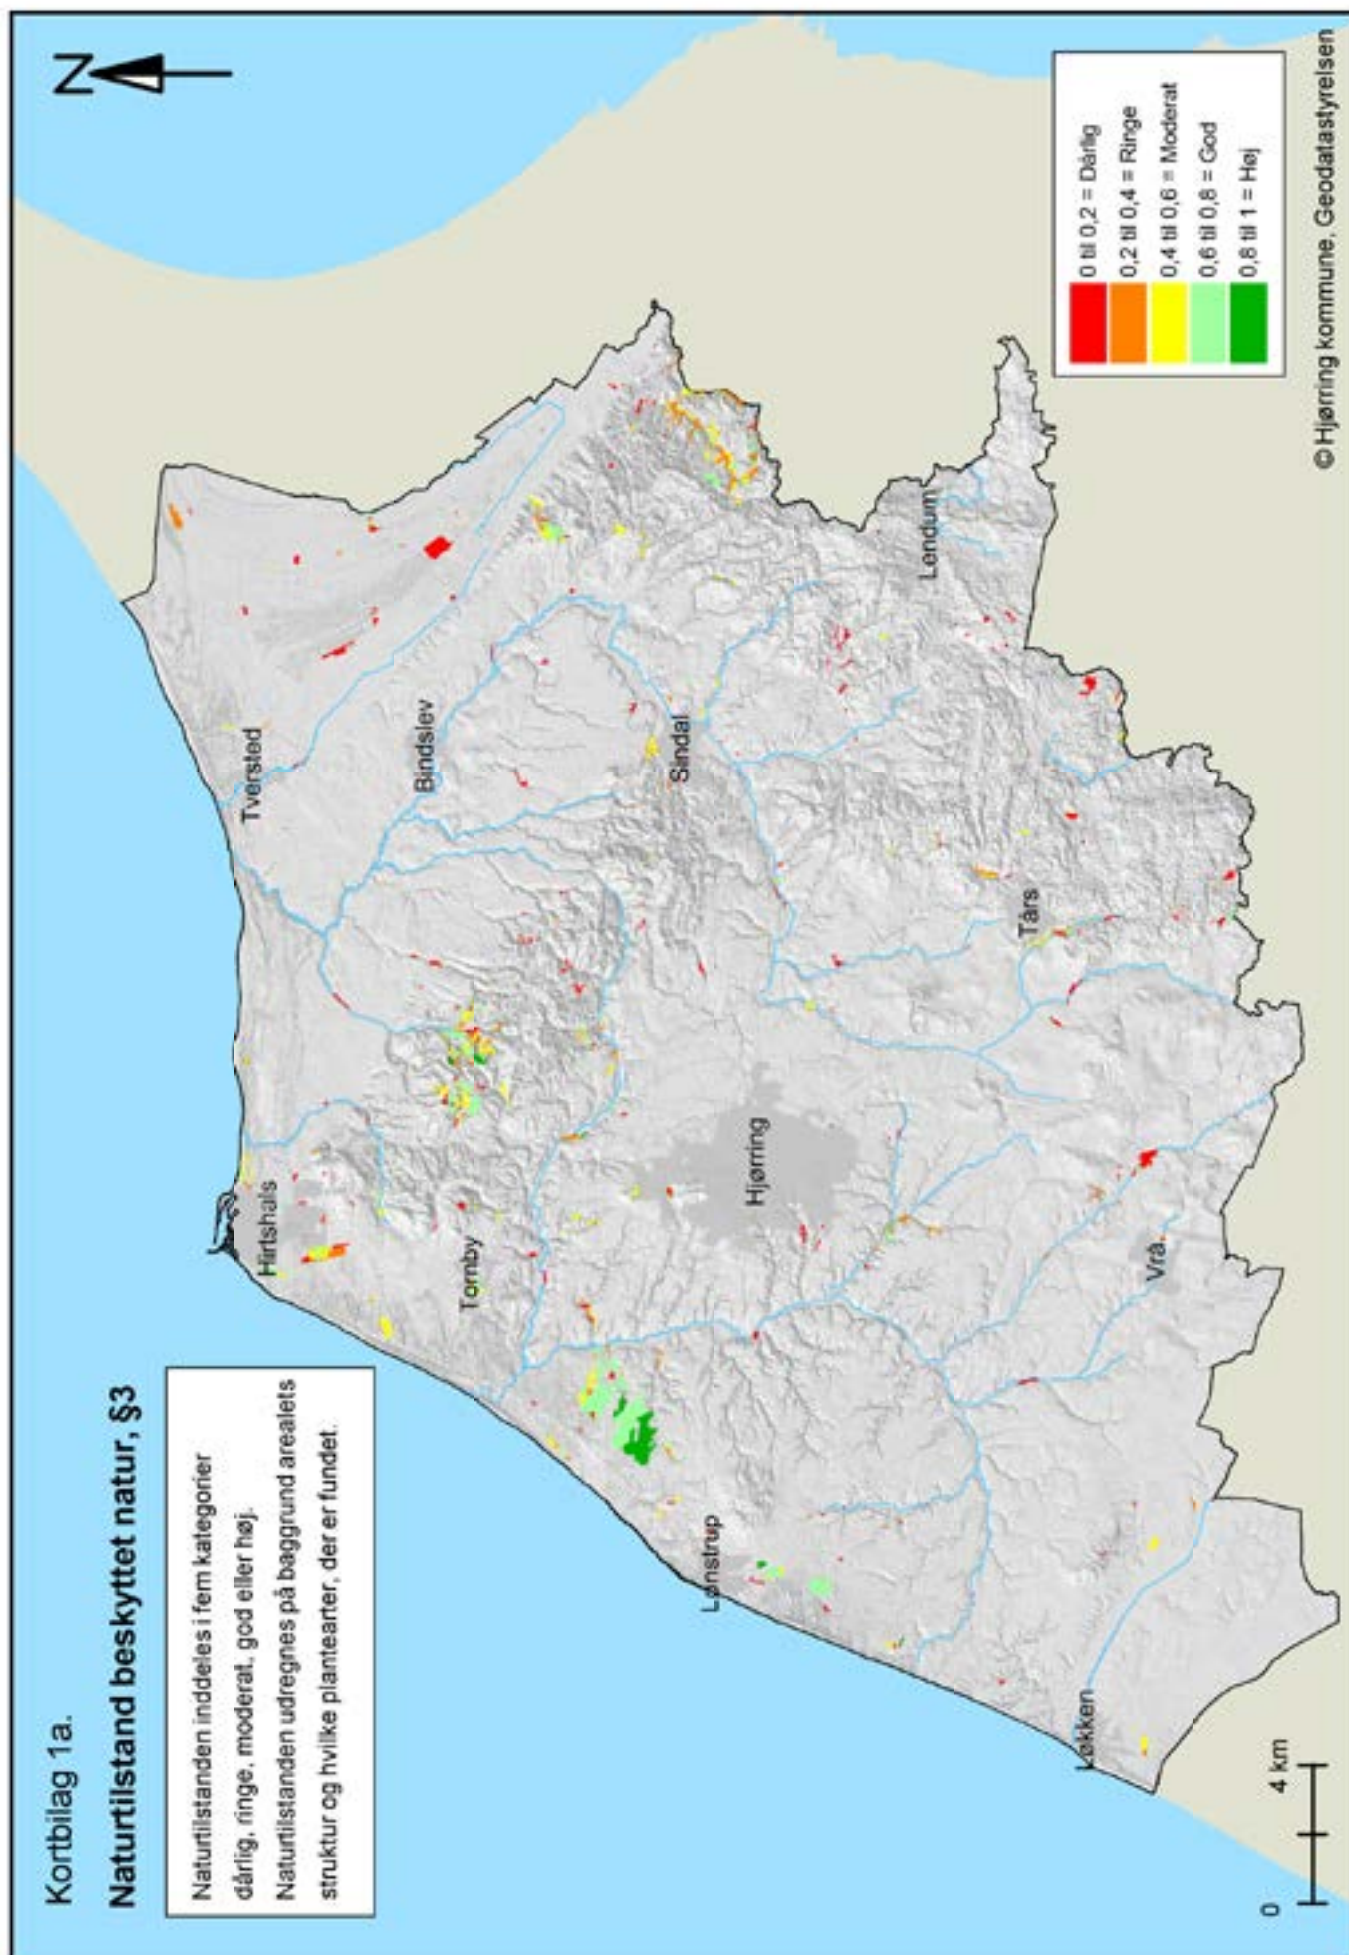 Kortbilag 1a.
Naturtilstand beskyttet natur, §3
Naturtilstanden inddeles i fem kategorier
dårlig, ringe, moderat, god eller høj.
Naturtilstanden udregnes på baggrund arealets
struktur og hvilke plantearter, der er fundet.
N
Hirtshals
Tversted
Tornby
Bindslev
Lønstrup
Hjørring
Sindal
Løkken
Vrå
Tårs
Lendum
0 til 0,2 = Dårlig
0,2 til 0,4 = Ringe
0,4 til 0,6 = Moderat
0,6 til 0,8 = God
0,8 til 1 = Høj
0
4 km
©Hjørring kommune, Geodatastyrelsen